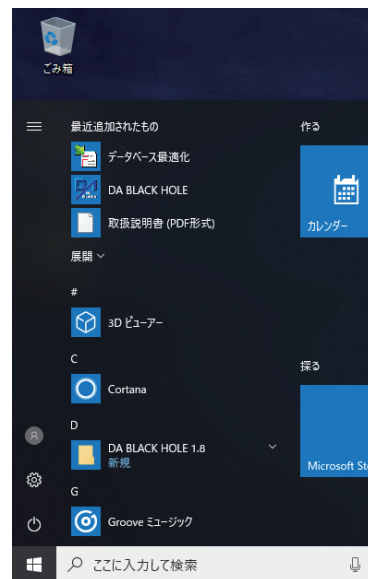 ごみ箱
最近追加されたもの
作る
データベース最適化
DA BLACK HOLE
取扱説明書 (PDF形式)
カレンダー
展開
#
3D ビューアー
探る
C
Cortana
D
DA BLACK HOLE 1.8
新規
Microsoft Sto
G
Groove ミュージック
ここに入力して検索